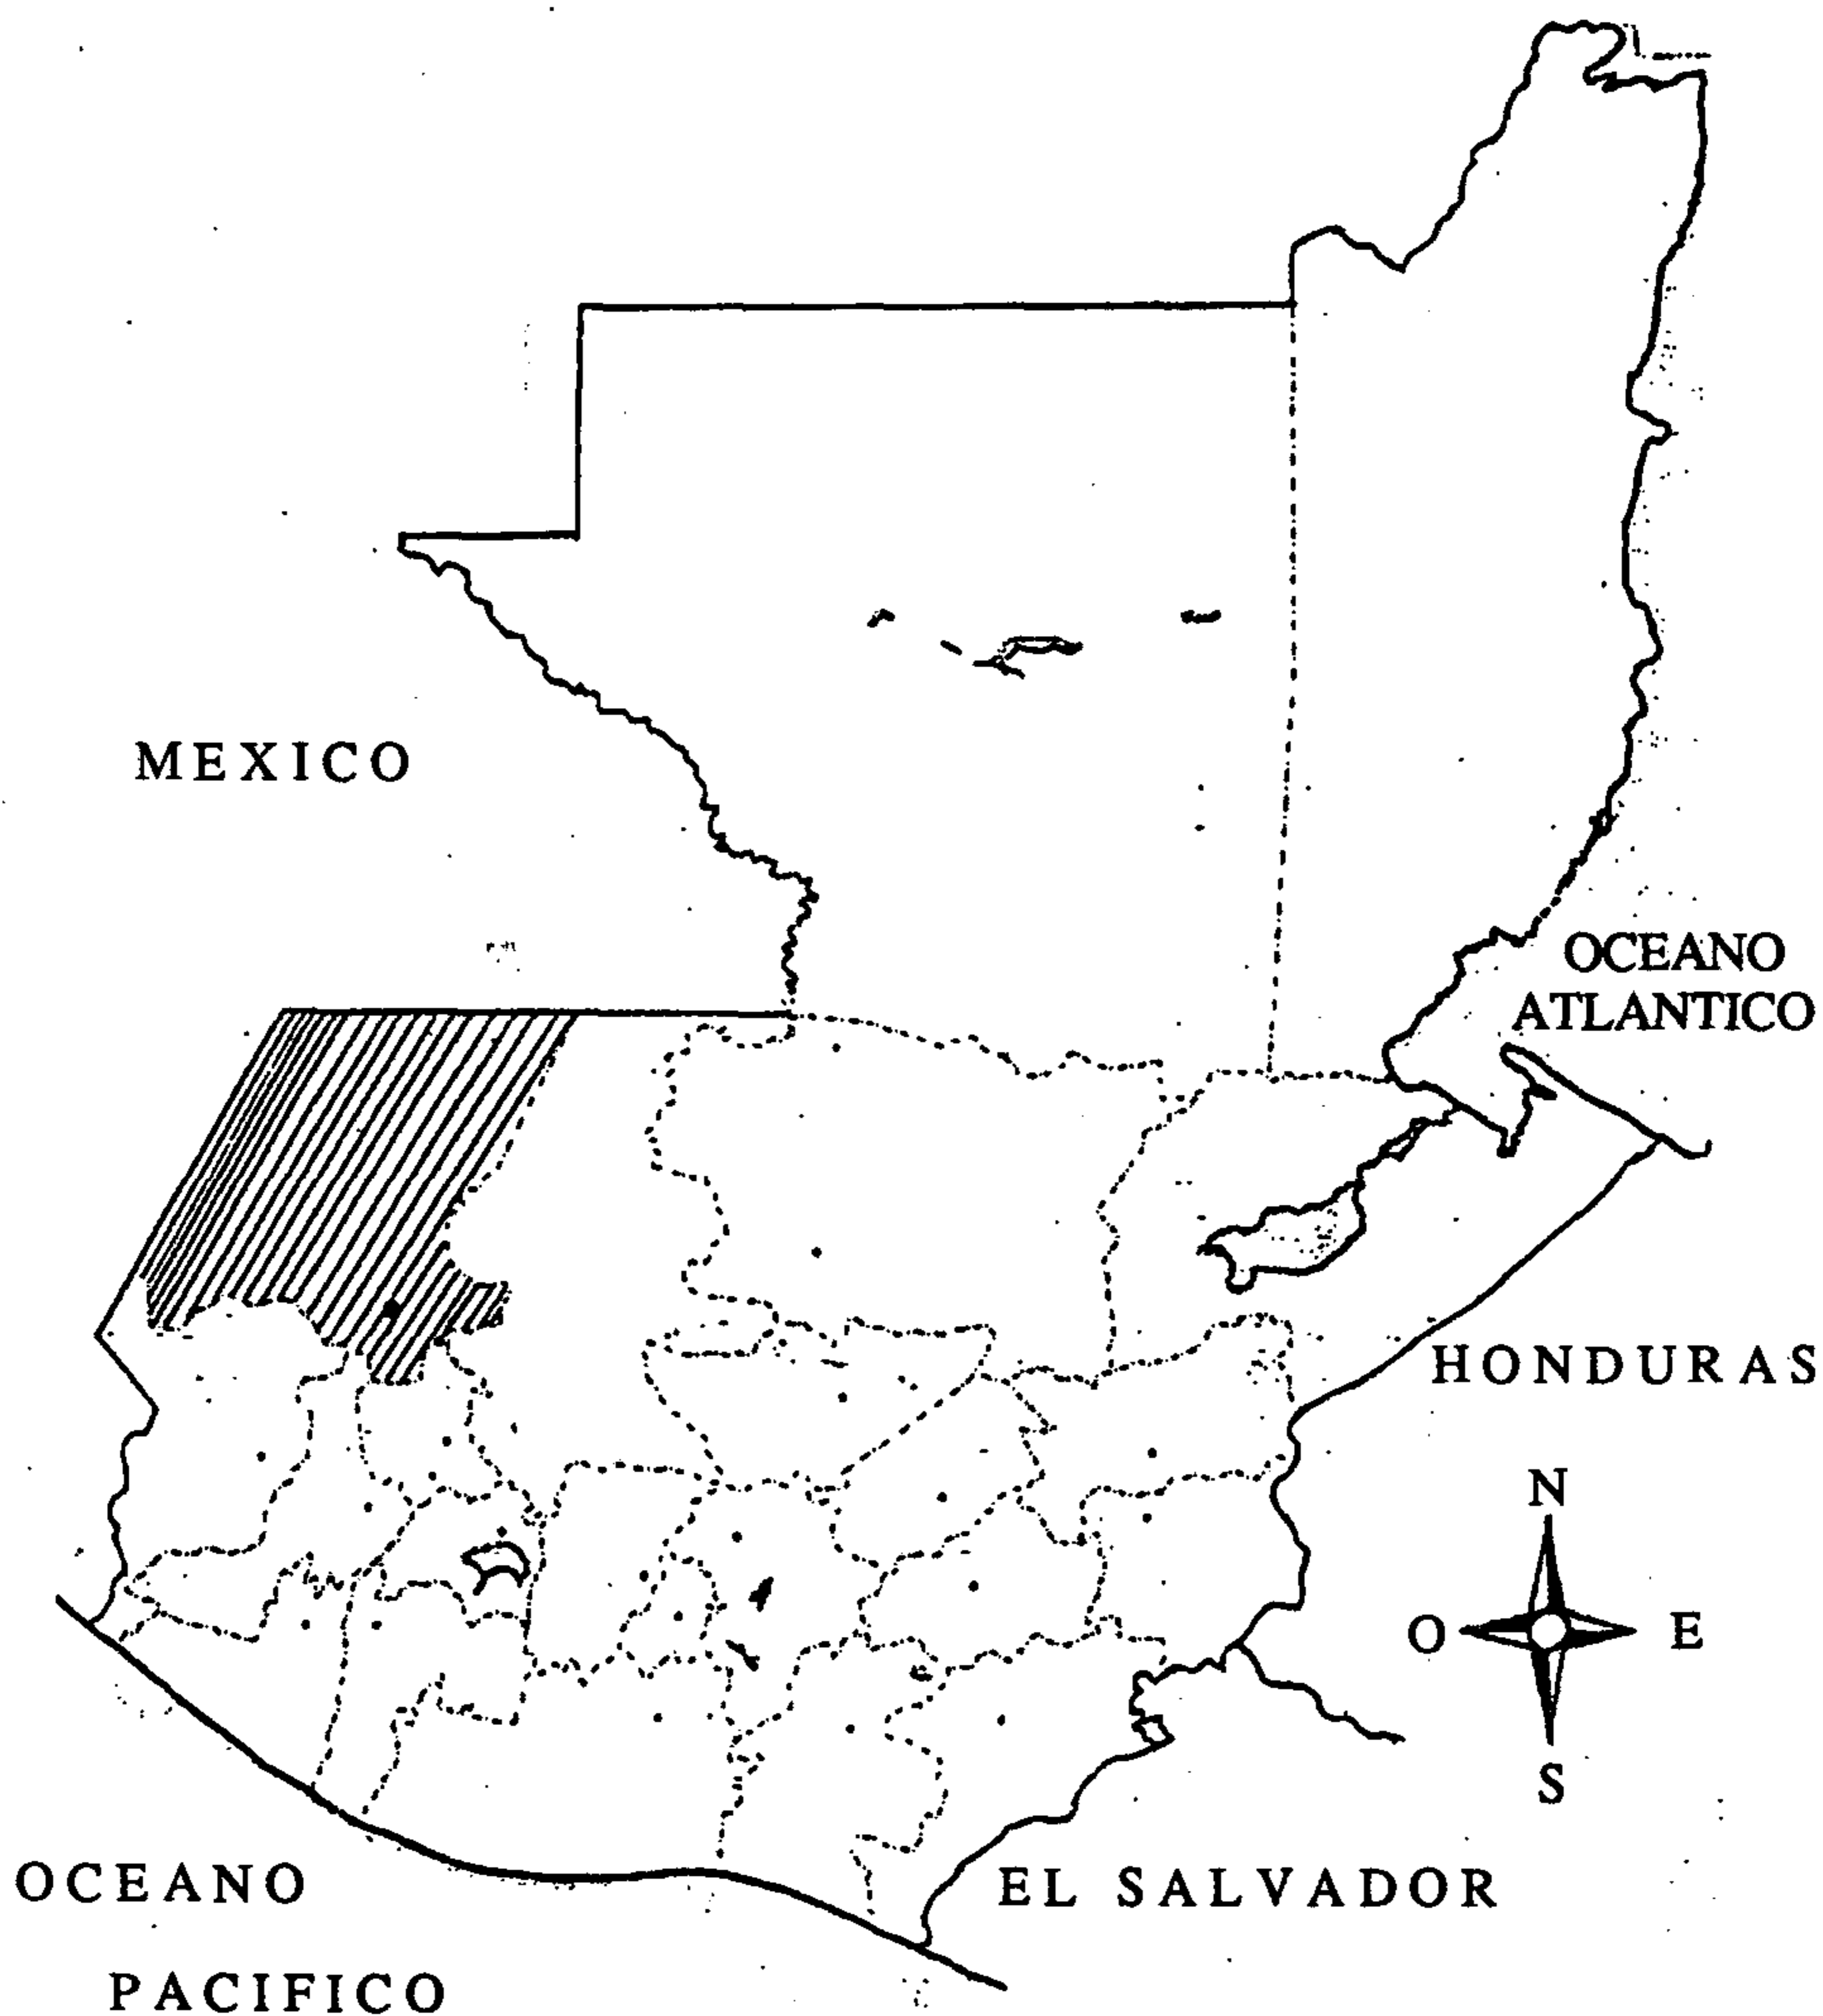 MEXICO
OCEANO
ATLANTICO
HONDURAS
N
O
E
S
EL SALVADOR
OCEANO
PACIFICO